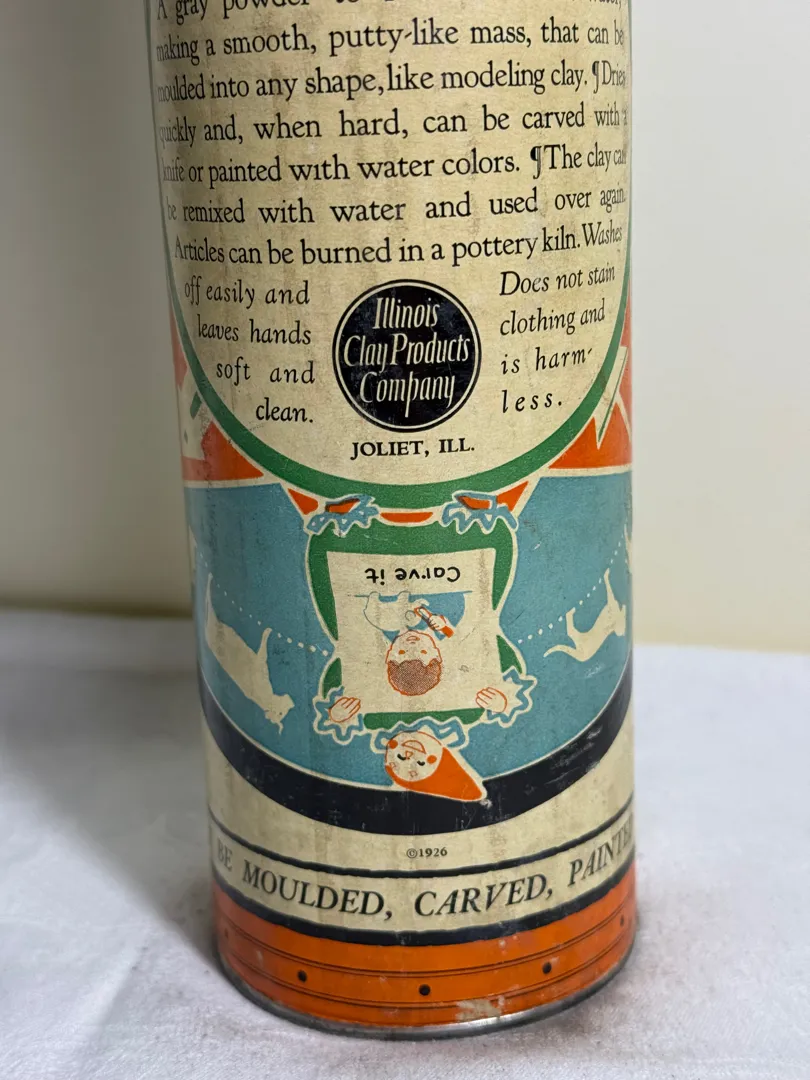 A gray powder
making a smooth, putty-like mass, that can be
moulded into any shape, like modeling clay. ¶ Dries
quickly and, when hard, can be carved with a
knife or painted with water colors. ¶ The clay can
be remixed with water and used over again.
Articles can be burned in a pottery kiln. Washes
off easily and
leaves hands
soft and
clean.
Illinois
Clay Products
Company
Does not stain
clothing and
is harm-
less.
JOLIET, ILL.
Carve it
©1926
BE MOULDED, CARVED, PAINTE